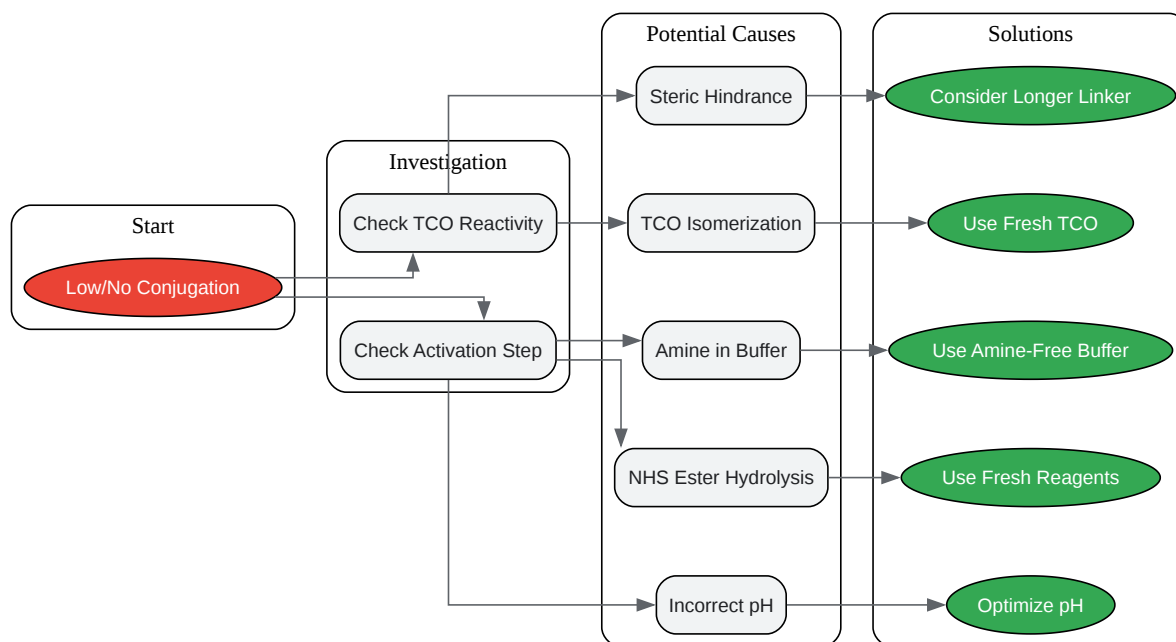 Start
Low/No Conjugation
Investigation
Check TCO Reactivity
Check Activation Step
Potential Causes
Steric Hindrance
TCO Isomerization
Amine in Buffer
NHS Ester Hydrolysis
Incorrect pH
Solutions
Consider Longer Linker
Use Fresh TCO
Use Amine-Free Buffer
Use Fresh Reagents
Optimize pH